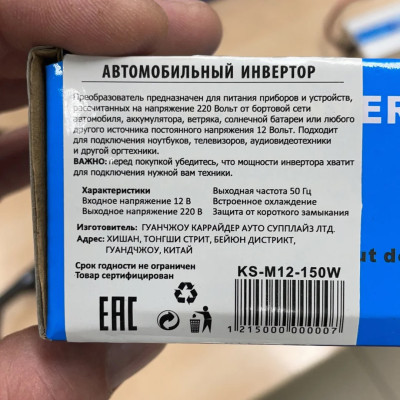 АВТОМОБИЛЬНЫЙ ИНВЕРТОР
Преобразователь предназначен для питания приборов и устройств,
рассчитанных на напряжение 220 Вольт от бортовой сети
автомобиля, аккумулятора, ветряка, солнечной батареи или любого
другого источника постоянного напряжения 12 Вольт. Подходит
для подключения ноутбуков, телевизоров, аудиовидеотехники
и другой оргтехники.
ВАЖНО: перед покупкой убедитесь, что мощности инвертора хватит
для подключения нужной вам техники.
Характеристики
Входное напряжение 12 В
Выходное напряжение 220 В
Выходная частота 50 Гц
Встроенное охлаждение
Защита от короткого замыкания
Изготовитель: ГУАНЧЖОУ КАРРАЙДЕР АУТО СУППЛАЙЗ ЛТД.
Адрес: ХИШАН, ТОНГШИ СТРИТ, БЕЙЮН ДИСТРИКТ,
ГУАНДЧЖОУ, КИТАЙ
Срок годности не ограничен
Товар сертифицирован
KS-M12-150W
EAC
1215000000007
ER
ut d